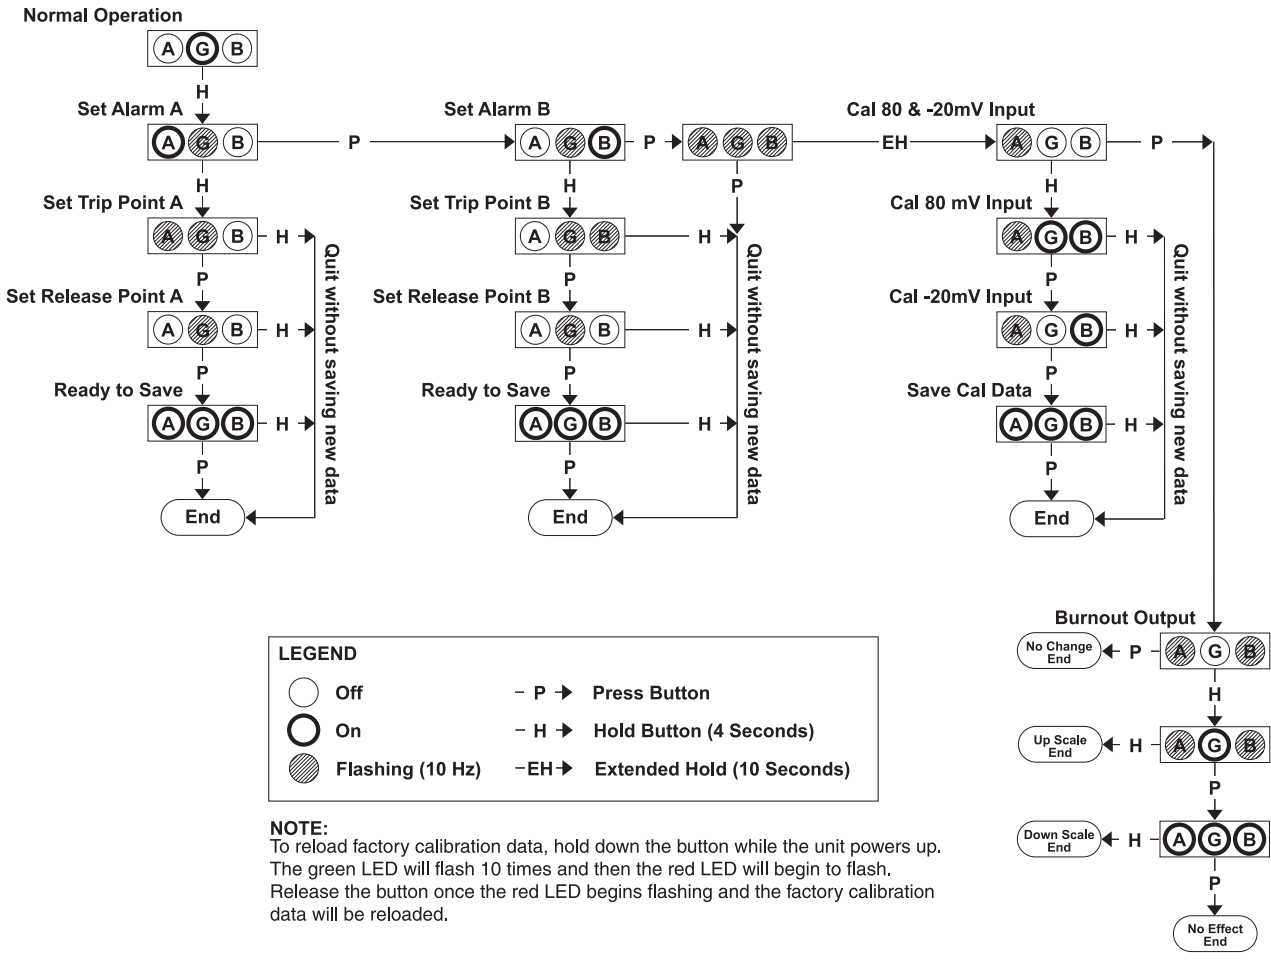 Normal Operation
A G B
H
Set Alarm A
A G B
P
Set Alarm B
A G B
P
A G B
EH
Cal 80 & -20mV Input
A G B
P
H
H
P
H
Set Trip Point A
A G B
H
Set Trip Point B
A G B
H
Cal 80 mV Input
A G B
H
P
P
P
Set Release Point A
A G B
H
Set Release Point B
A G B
H
Cal -20mV Input
A G B
H
P
P
P
Ready to Save
A G B
H
Ready to Save
A G B
H
Save Cal Data
A G B
H
P
P
P
Quit without saving new data
Quit without saving new data
Quit without saving new data
End
End
End
Burnout Output
A G B
P
No Change
End
H
A G B
H
Up Scale
End
P
A G B
H
Down Scale
End
P
No Effect
End
LEGEND
Off
On
Flashing (10 Hz)
P Press Button
H Hold Button (4 Seconds)
EH Extended Hold (10 Seconds)
NOTE:
To reload factory calibration data, hold down the button while the unit powers up.
The green LED will flash 10 times and then the red LED will begin to flash.
Release the button once the red LED begins flashing and the factory calibration
data will be reloaded.